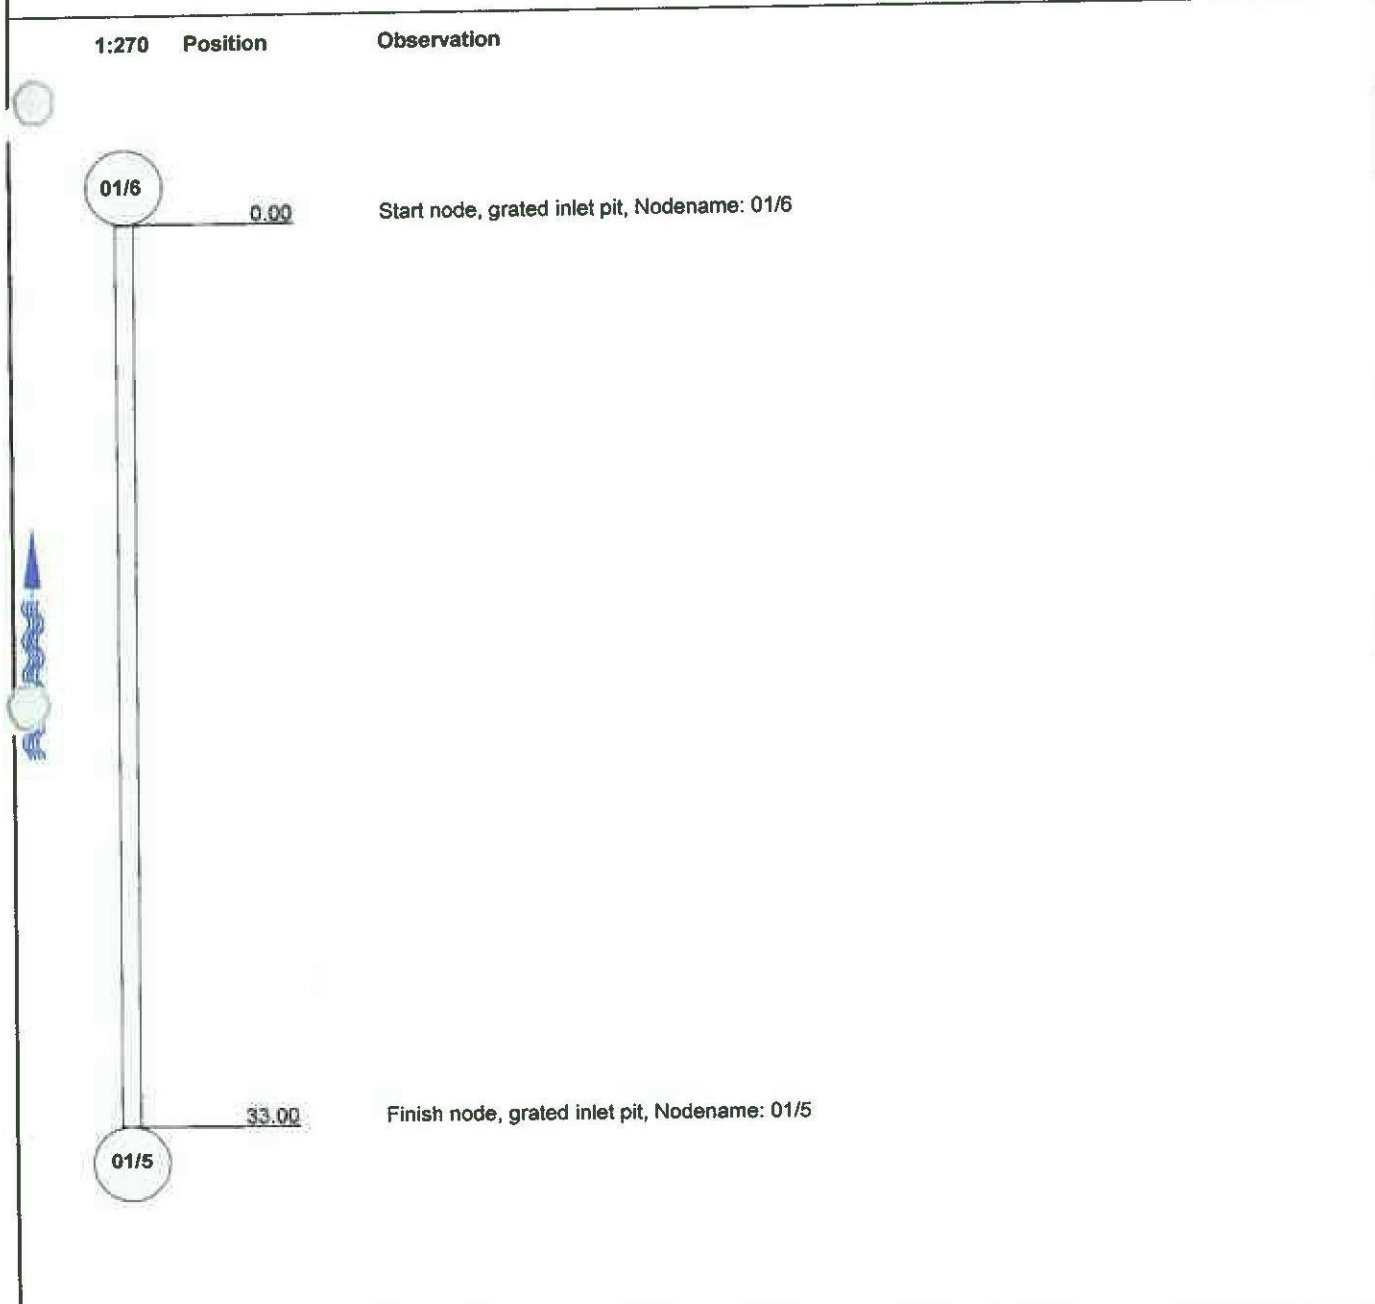 1:270 Position Observation
01/6
0.00 Start node, grated inlet pit, Nodename: 01/6
33.00 Finish node, grated inlet pit, Nodename: 01/5
01/5